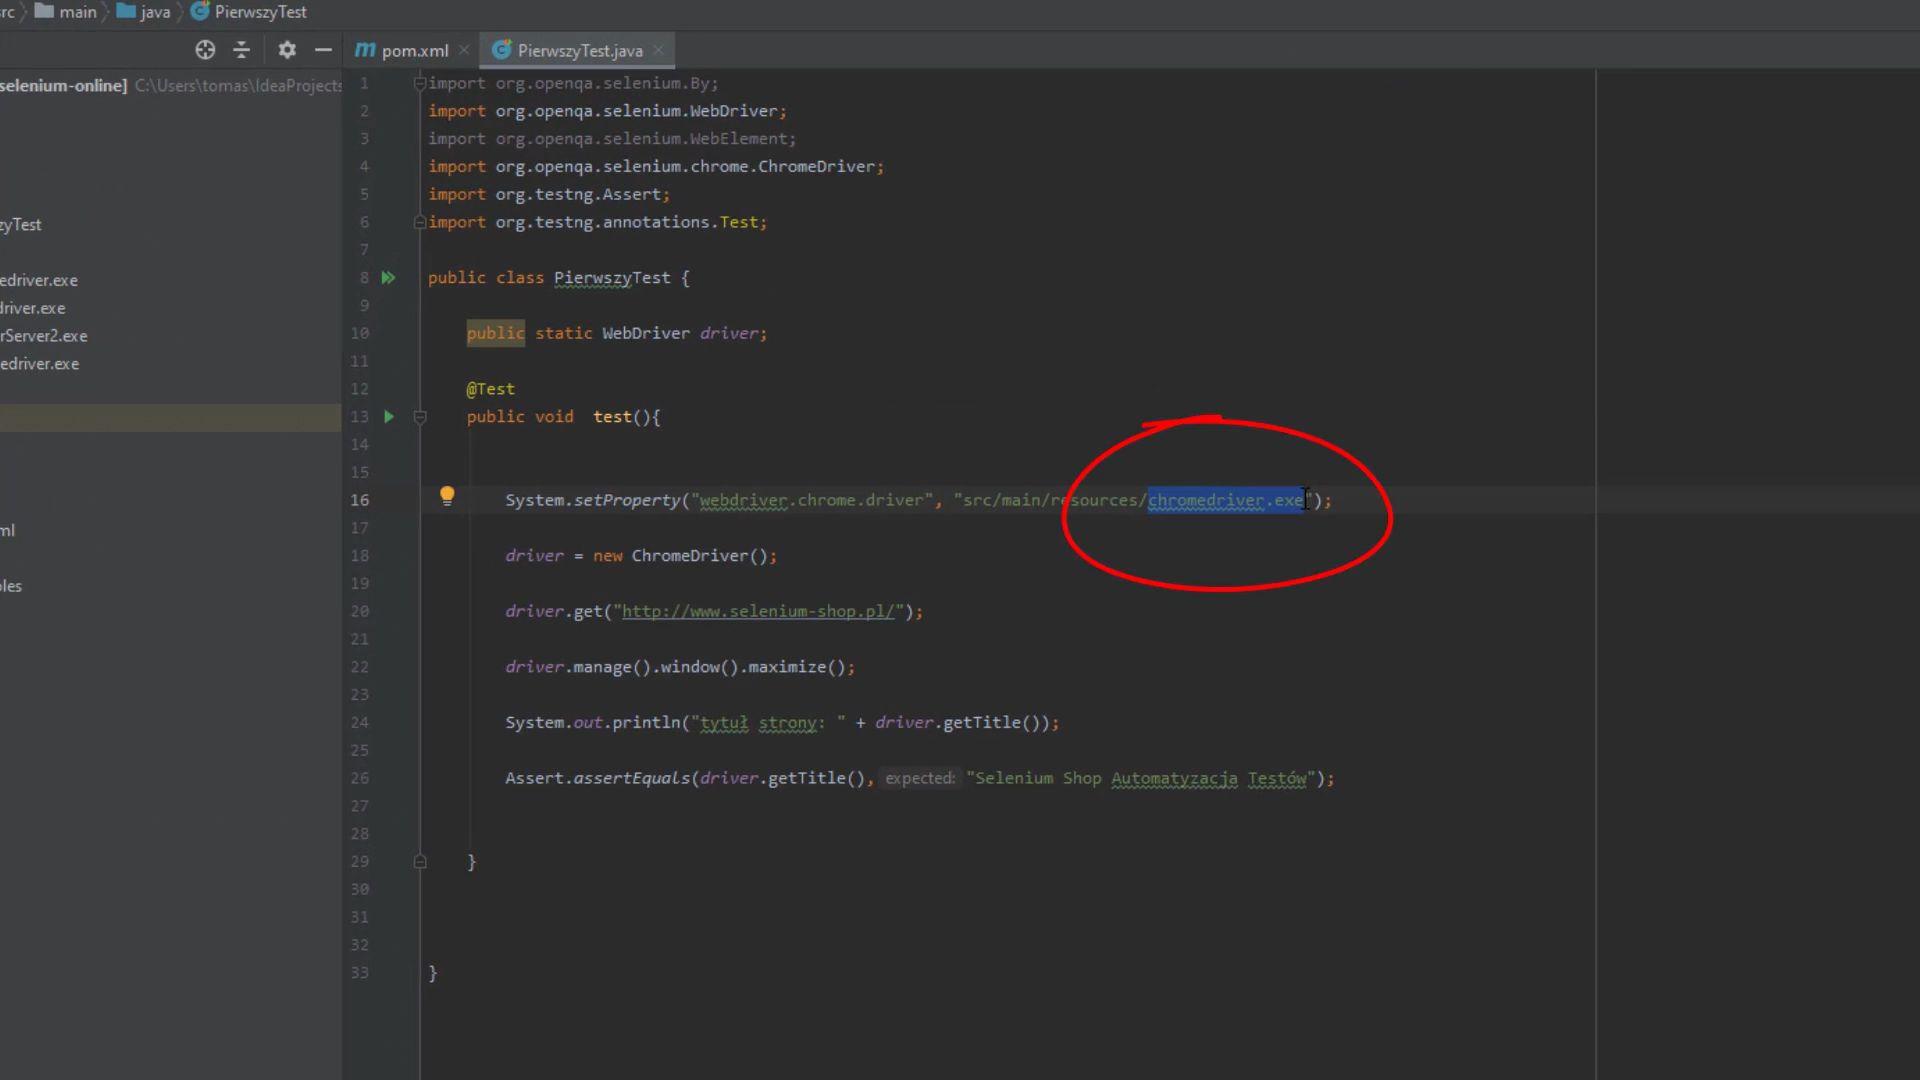 rc main java PierwszyTest
pom.xml PierwszyTest.java
selenium-online] C:\Users\tomas\IdeaProjects
zyTest
edriver.exe
driver.exe
rServer2.exe
edriver.exe
ml
les
1 import org.openqa.selenium.By;
2 import org.openqa.selenium.WebDriver;
3 import org.openqa.selenium.WebElement;
4 import org.openqa.selenium.chrome.ChromeDriver;
5 import org.testng.Assert;
6 import org.testng.annotations.Test;
7
8 public class PierwszyTest {
9
10 public static WebDriver driver;
11
12 @Test
13 public void test(){
14
15
16 System.setProperty("webdriver.chrome.driver", "src/main/resources/chromedriver.exe");
17
18 driver = new ChromeDriver();
19
20 driver.get("http://www.selenium-shop.pl/");
21
22 driver.manage().window().maximize();
23
24 System.out.println("tytuł strony: " + driver.getTitle());
25
26 Assert.assertEquals(driver.getTitle(), expected: "Selenium Shop Automatyzacja Testów");
27
28
29 }
30
31
32
33 }